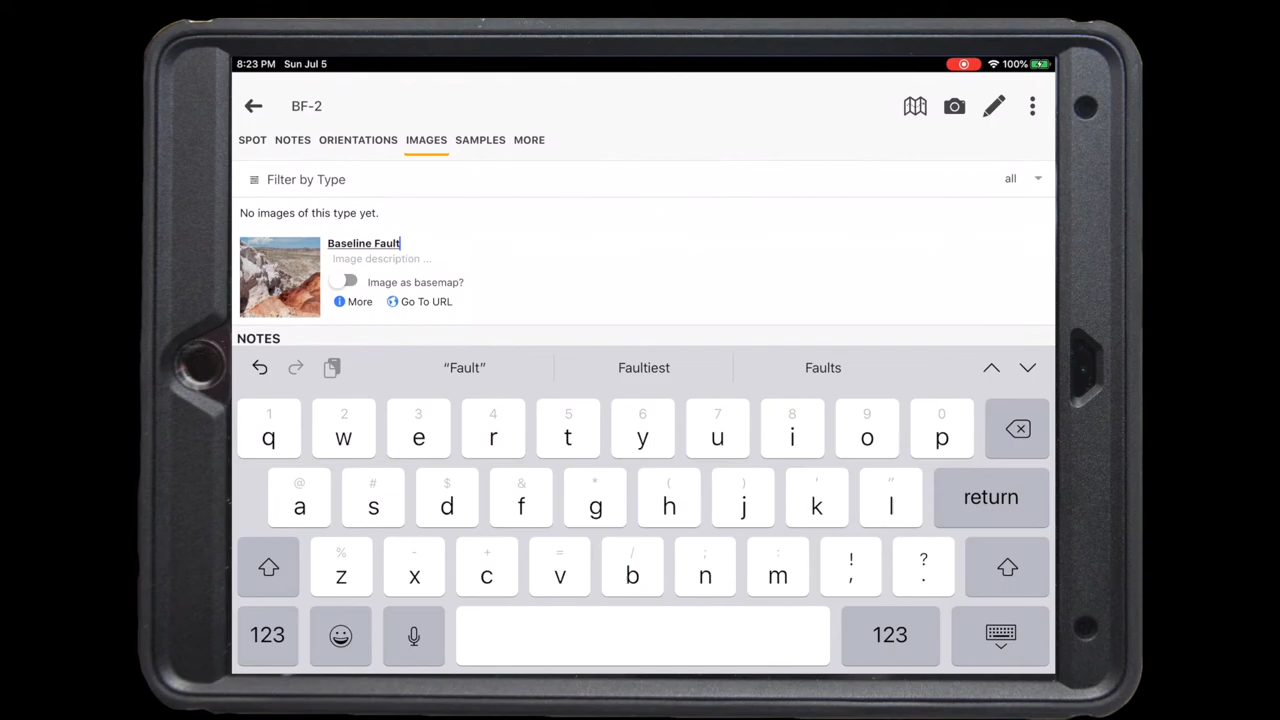 8:23 PM Sun Jul 5 100%
BF-2
SPOT NOTES ORIENTATIONS IMAGES SAMPLES MORE
Filter by Type all
No images of this type yet.
Baseline Fault
Image description ...
Image as basemap?
More Go To URL
NOTES
“Fault” Faultiest Faults
1 2 3 4 5 6 7 8 9 0
q w e r t y u i o p
@ # $ & * ( ) ' "
a s d f g h j k l return
% - + = / ; : ! ?
z x c v b n m , .
123 123